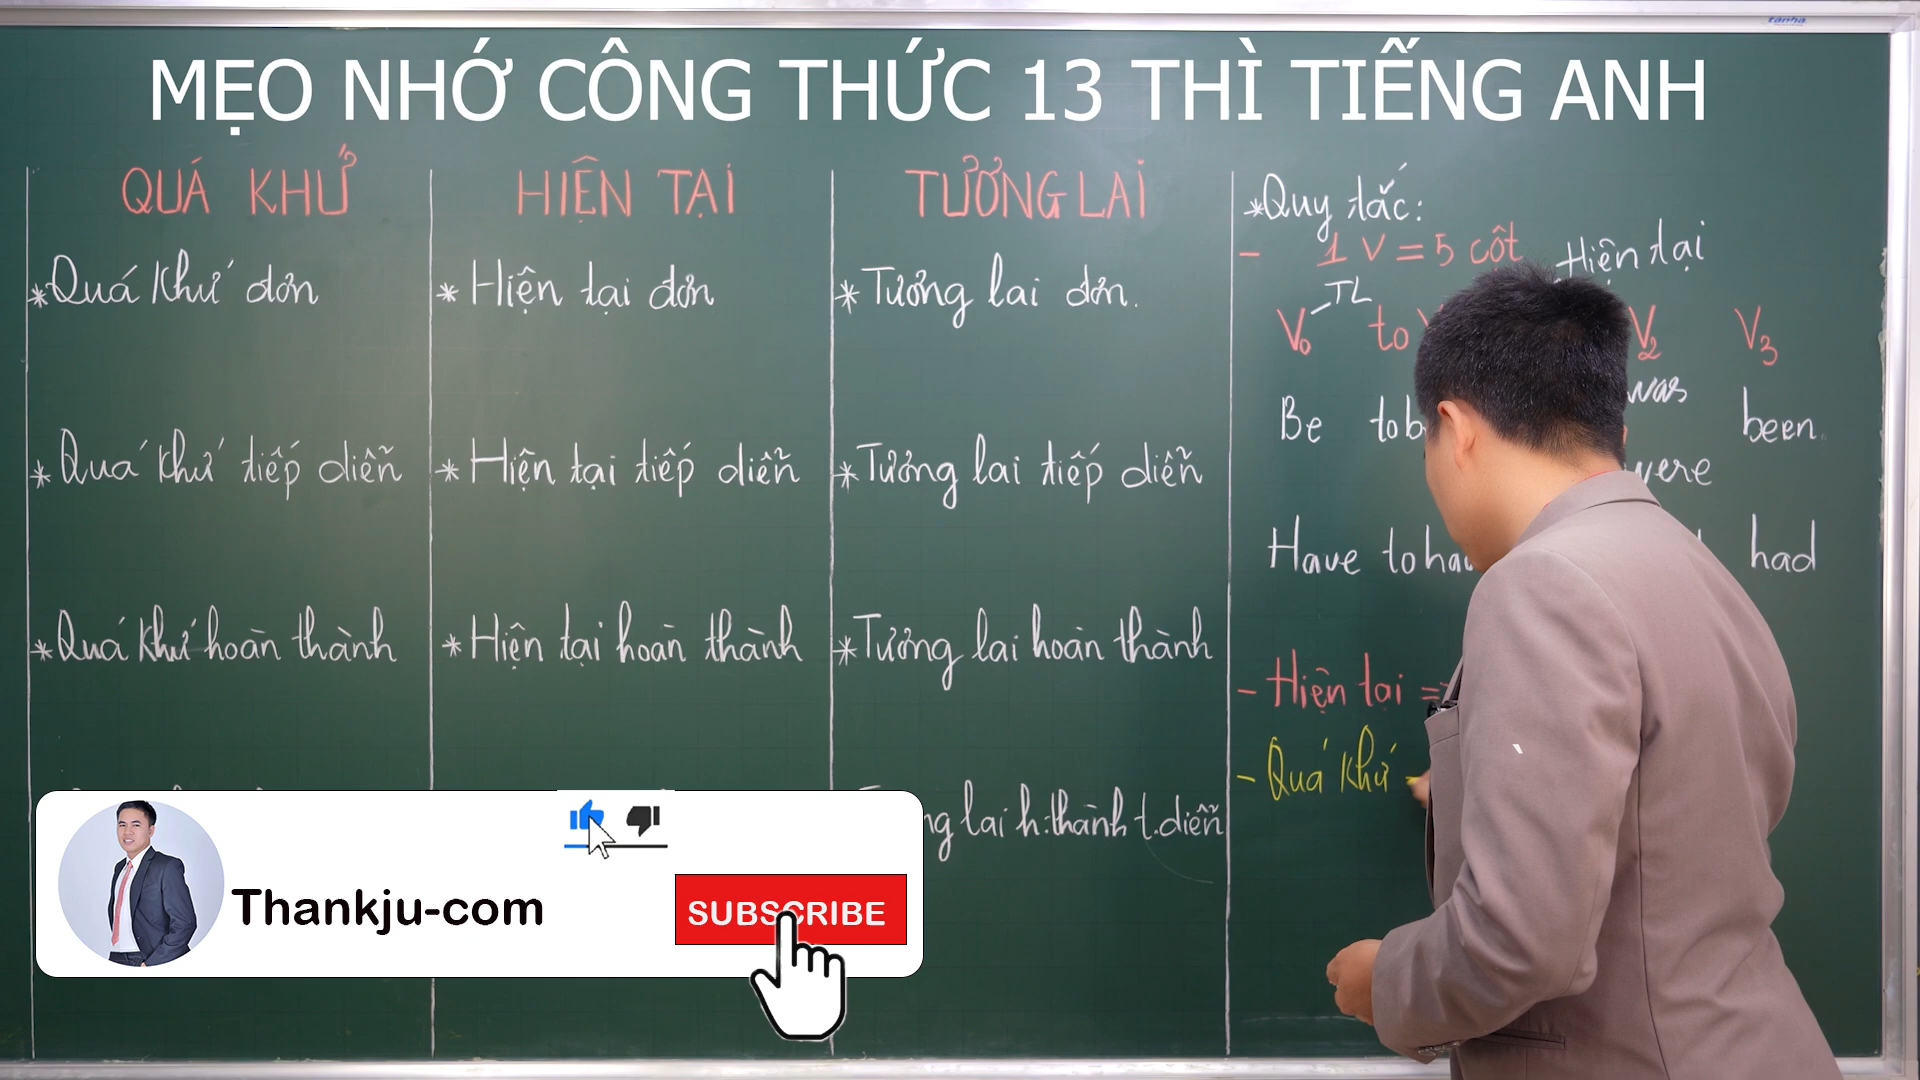 tanha
MẸO NHỚ CÔNG THỨC 13 THÌ TIẾNG ANH
QUÁ KHỨ
* Quá khứ đơn
* Quá khứ tiếp diễn
* Quá khứ hoàn thành
HIỆN TẠI
* Hiện tại đơn
* Hiện tại tiếp diễn
* Hiện tại hoàn thành
TƯƠNG LAI
* Tương lai đơn.
* Tương lai tiếp diễn
* Tương lai hoàn thành
lai h.thành t.diễn
* Quy tắc:
- 1 V = 5 cột
Hiện tại
TL
V₀ to V₂ V₃
was
Be been.
were
Have had
- Hiện tại =
- Quá khứ
Thankju-com
SUBSCRIBE